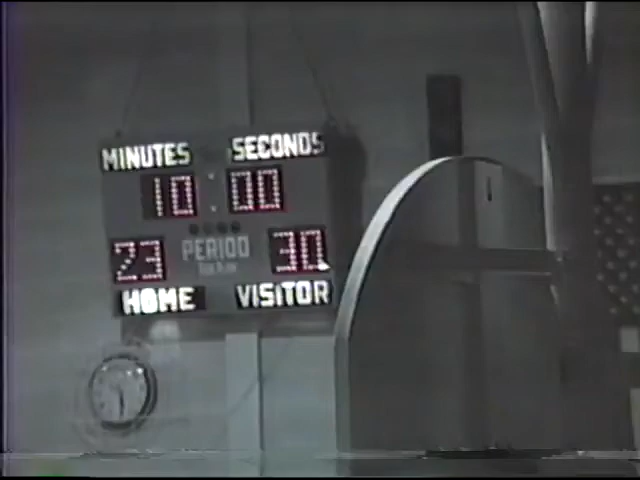 MINUTES SECONDS
10 : 00
23 PERIOD 30
HOME VISITOR